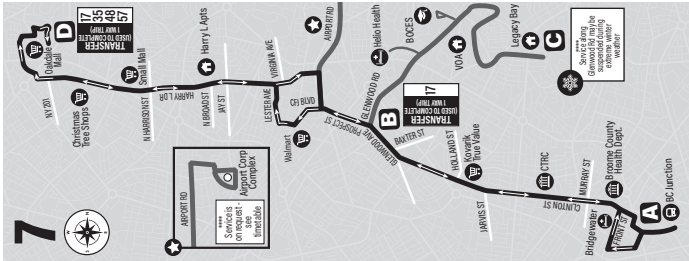 7
D
TRANSFER
(USED TO COMPLETE
1 WAY TRIP)
17
35
48
57
Oakdale
Mall
NY 201
Small Mall
Christmas
Tree Shops
N HARRISON ST
HARRY L DR
Harry L Apts
N BROAD ST
JAY ST
VIRGINIA AVE
LESTER AVE
CFJ BLVD
AIRPORT RD
Walmart
PROSPECT ST
GLENWOOD AVE
GLENWOOD RD
Helio Health
BOCES
VOA
Legacy Bay
C
****
Service along
Glenwood Rd may be
suspended during
extreme winter
weather
B
TRANSFER
(USED TO COMPLETE
1 WAY TRIP)
17
BAXTER ST
HOLLAND ST
Kovarik
True Value
JARVIS ST
CTRC
CLINTON ST
MURRAY ST
Broome County
Health Dept.
Bridgewater
FRONT ST
A
BC Junction
AIRPORT RD
Airport Corp
Complex
****
Service is
on request -
see
timetable